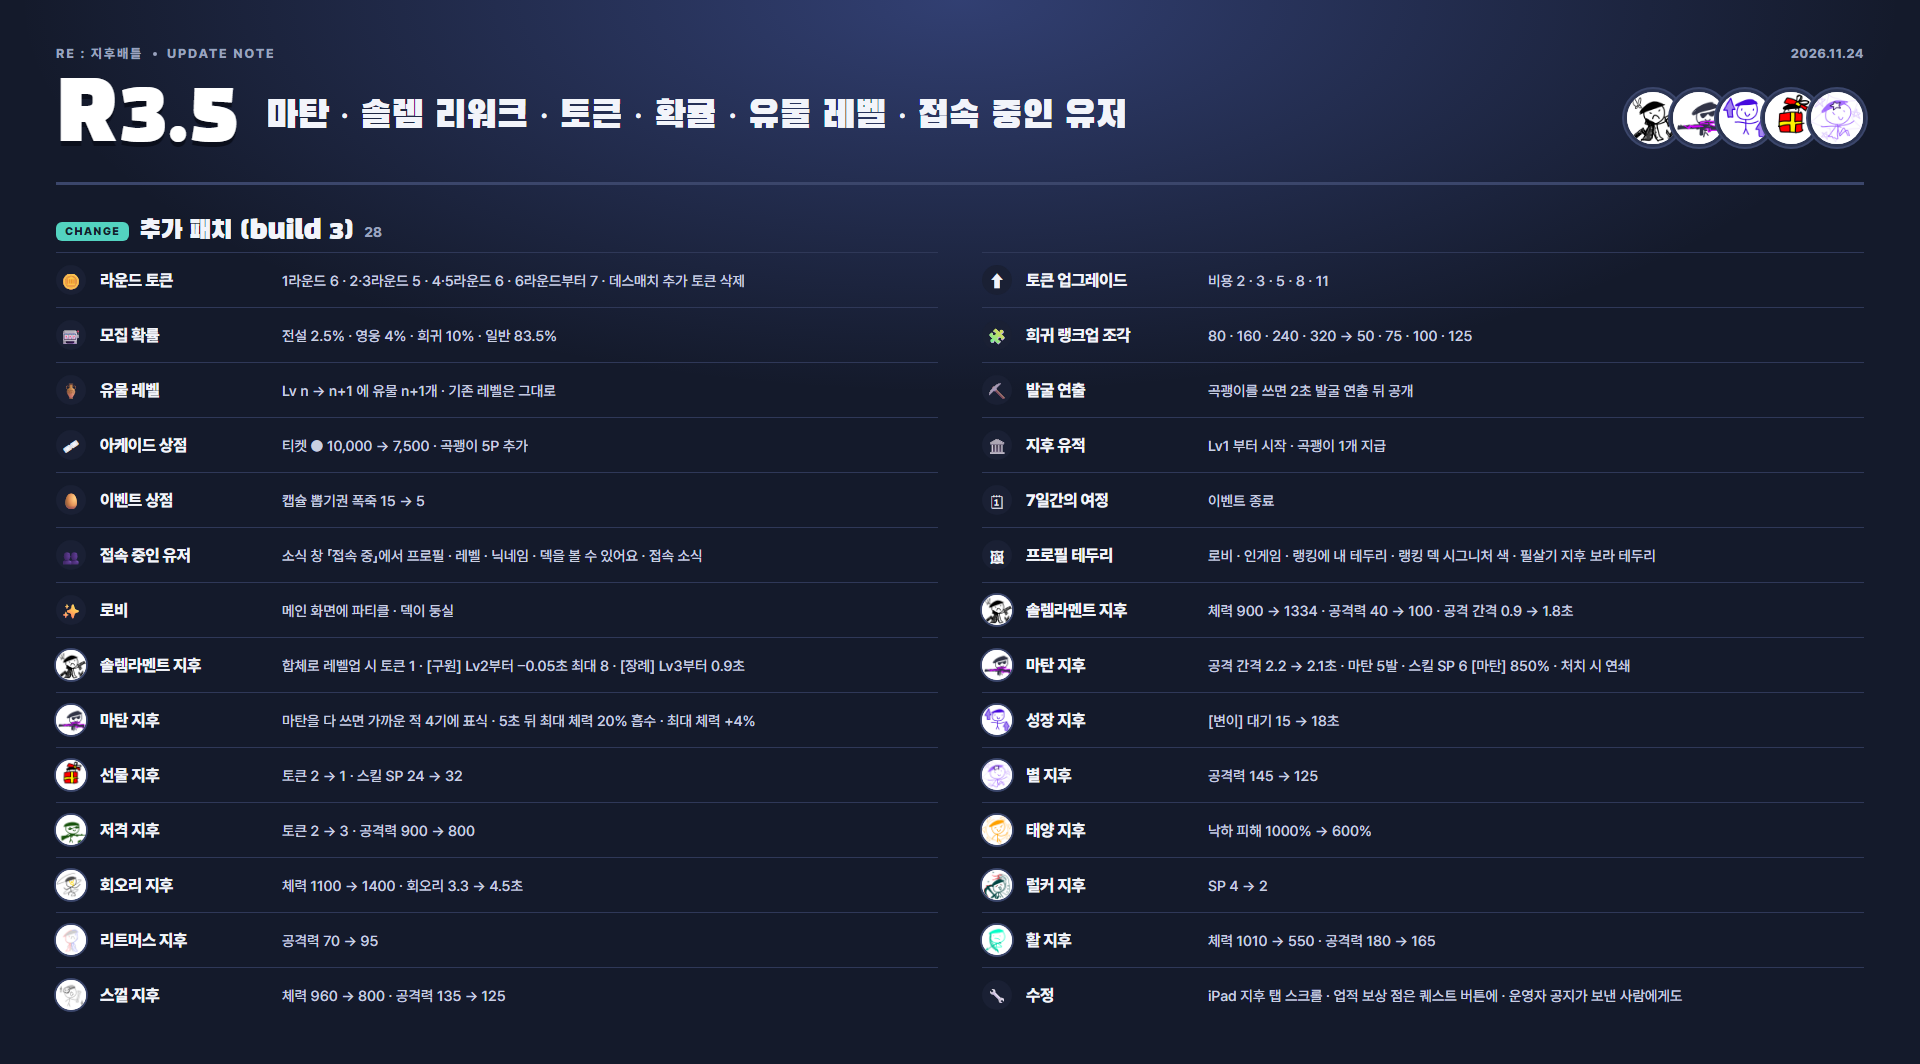 RE : 지후배틀 • UPDATE NOTE
2026.11.24
R3.5 마탄 · 솔렘 리워크 · 토큰 · 확률 · 유물 레벨 · 접속 중인 유저
CHANGE 추가 패치 (build 3) 28
라운드 토큰 1라운드 6 · 2·3라운드 5 · 4·5라운드 6 · 6라운드부터 7 · 데스매치 추가 토큰 삭제
토큰 업그레이드 비용 2 · 3 · 5 · 8 · 11
모집 확률 전설 2.5% · 영웅 4% · 희귀 10% · 일반 83.5%
희귀 랭크업 조각 80 · 160 · 240 · 320 → 50 · 75 · 100 · 125
유물 레벨 Lv n → n+1 에 유물 n+1개 · 기존 레벨은 그대로
발굴 연출 곡괭이를 쓰면 2초 발굴 연출 뒤 공개
아케이드 상점 티켓 ● 10,000 → 7,500 · 곡괭이 5P 추가
지후 유적 Lv1 부터 시작 · 곡괭이 1개 지급
이벤트 상점 캡슐 뽑기권 폭죽 15 → 5
7일간의 여정 이벤트 종료
접속 중인 유저 소식 창 「접속 중」에서 프로필 · 레벨 · 닉네임 · 덱을 볼 수 있어요 · 접속 소식
프로필 테두리 로비 · 인게임 · 랭킹에 내 테두리 · 랭킹 덱 시그니처 색 · 필살기 지후 보라 테두리
로비 메인 화면에 파티클 · 덱이 둥실
솔렘라멘트 지후 체력 900 → 1334 · 공격력 40 → 100 · 공격 간격 0.9 → 1.8초
솔렘라멘트 지후 합체로 레벨업 시 토큰 1 · [구원] Lv2부터 −0.05초 최대 8 · [장례] Lv3부터 0.9초
마탄 지후 공격 간격 2.2 → 2.1초 · 마탄 5발 · 스킬 SP 6 [마탄] 850% · 처치 시 연쇄
마탄 지후 마탄을 다 쓰면 가까운 적 4기에 표식 · 5초 뒤 최대 체력 20% 흡수 · 최대 체력 +4%
성장 지후 [변이] 대기 15 → 18초
선물 지후 토큰 2 → 1 · 스킬 SP 24 → 32
별 지후 공격력 145 → 125
저격 지후 토큰 2 → 3 · 공격력 900 → 800
태양 지후 낙하 피해 1000% → 600%
회오리 지후 체력 1100 → 1400 · 회오리 3.3 → 4.5초
럴커 지후 SP 4 → 2
리트머스 지후 공격력 70 → 95
활 지후 체력 1010 → 550 · 공격력 180 → 165
스컬 지후 체력 960 → 800 · 공격력 135 → 125
수정 iPad 지후 탭 스크롤 · 업적 보상 점은 퀘스트 버튼에 · 운영자 공지가 보낸 사람에게도